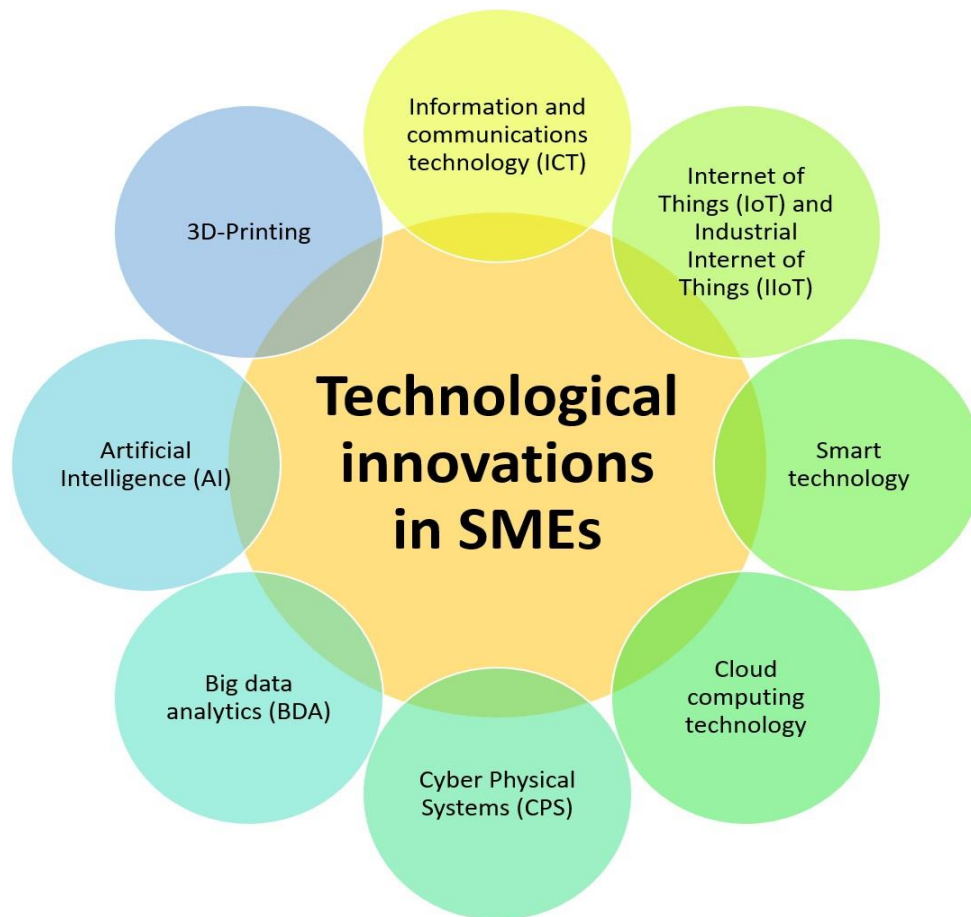 Information and
communications
technology (ICT)
Internet of
Things (IoT) and
Industrial
Internet of
Things (IIoT)
Smart
technology
Cloud
computing
technology
Cyber Physical
Systems (CPS)
Big data
analytics (BDA)
Artificial
Intelligence (AI)
3D-Printing
Technological
innovations
in SMEs